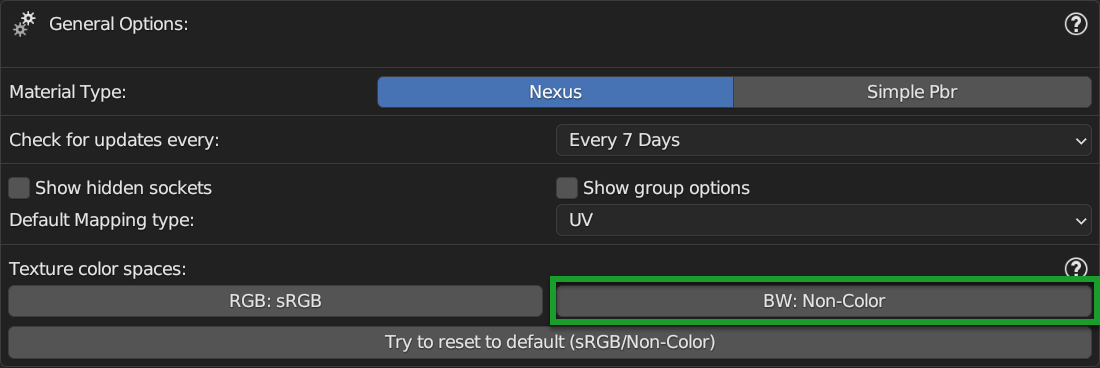 General Options:
?
Material Type: Nexus Simple Pbr
Check for updates every: Every 7 Days
Show hidden sockets Show group options
Default Mapping type: UV
Texture color spaces: ?
RGB: sRGB BW: Non-Color
Try to reset to default (sRGB/Non-Color)